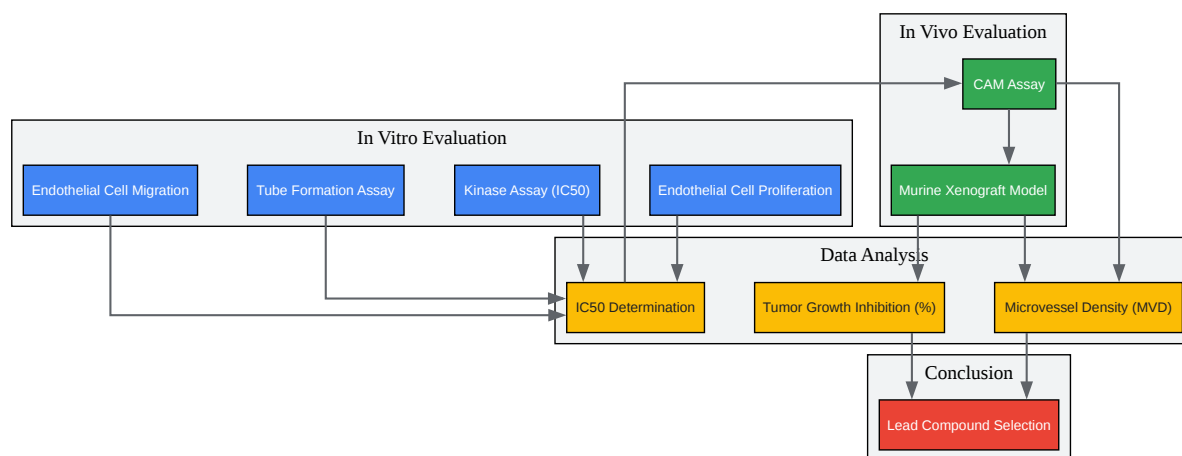 In Vivo Evaluation
CAM Assay
In Vitro Evaluation
Endothelial Cell Migration
Tube Formation Assay
Kinase Assay (IC50)
Endothelial Cell Proliferation
Murine Xenograft Model
Data Analysis
IC50 Determination
Tumor Growth Inhibition (%)
Microvessel Density (MVD)
Conclusion
Lead Compound Selection